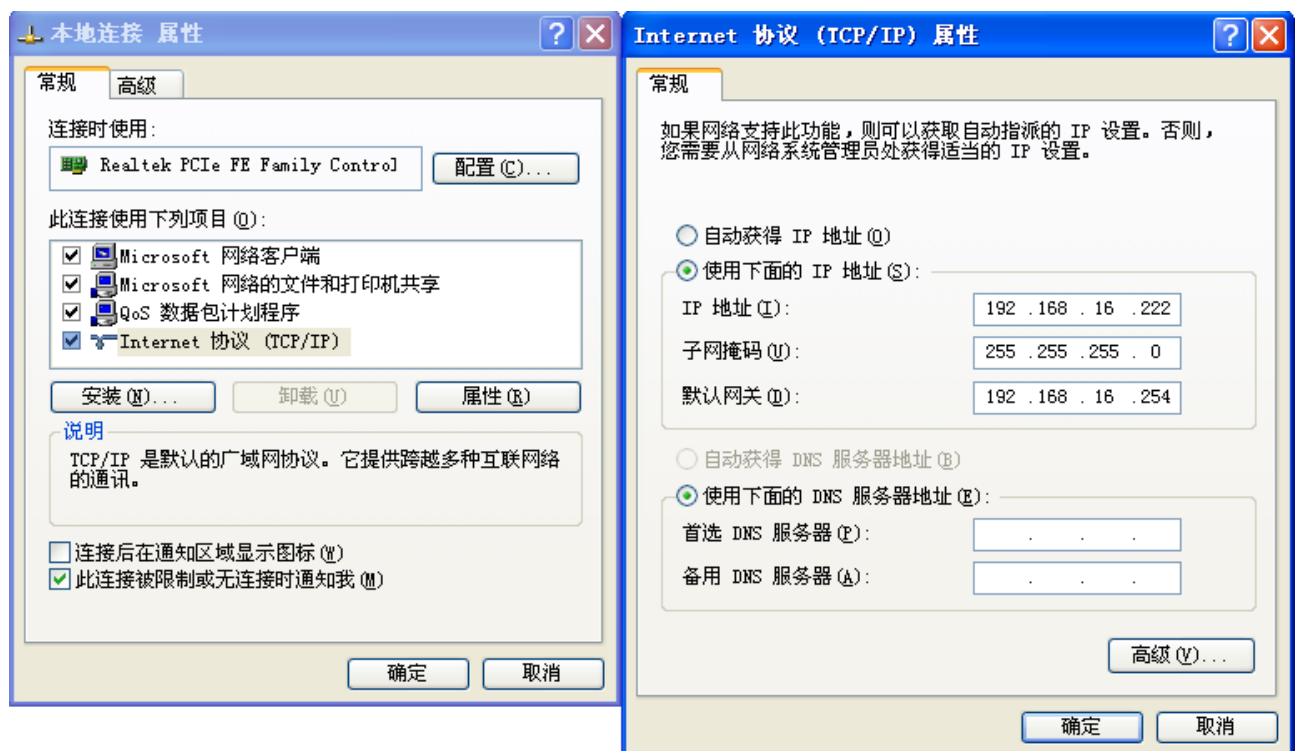 本地连接 属性
常规
高级
连接时使用:
Realtek PCIe FE Family Control
配置(C)...
此连接使用下列项目(O):
Microsoft 网络客户端
Microsoft 网络的文件和打印机共享
QoS 数据包计划程序
Internet 协议 (TCP/IP)
安装(N)...
卸载(U)
属性(R)
说明
TCP/IP 是默认的广域网协议。它提供跨越多种互联网络
的通讯。
连接后在通知区域显示图标(W)
此连接被限制或无连接时通知我(M)
确定
取消
Internet 协议 (TCP/IP) 属性
常规
如果网络支持此功能,则可以获取自动指派的 IP 设置。否则,
您需要从网络系统管理员处获得适当的 IP 设置。
自动获得 IP 地址(O)
使用下面的 IP 地址(S):
IP 地址(I):
192 .168 . 16 .222
子网掩码(U):
255 .255 .255 . 0
默认网关(D):
192 .168 . 16 .254
自动获得 DNS 服务器地址(B)
使用下面的 DNS 服务器地址(E):
首选 DNS 服务器(P):
备用 DNS 服务器(A):
高级(V)...
确定
取消